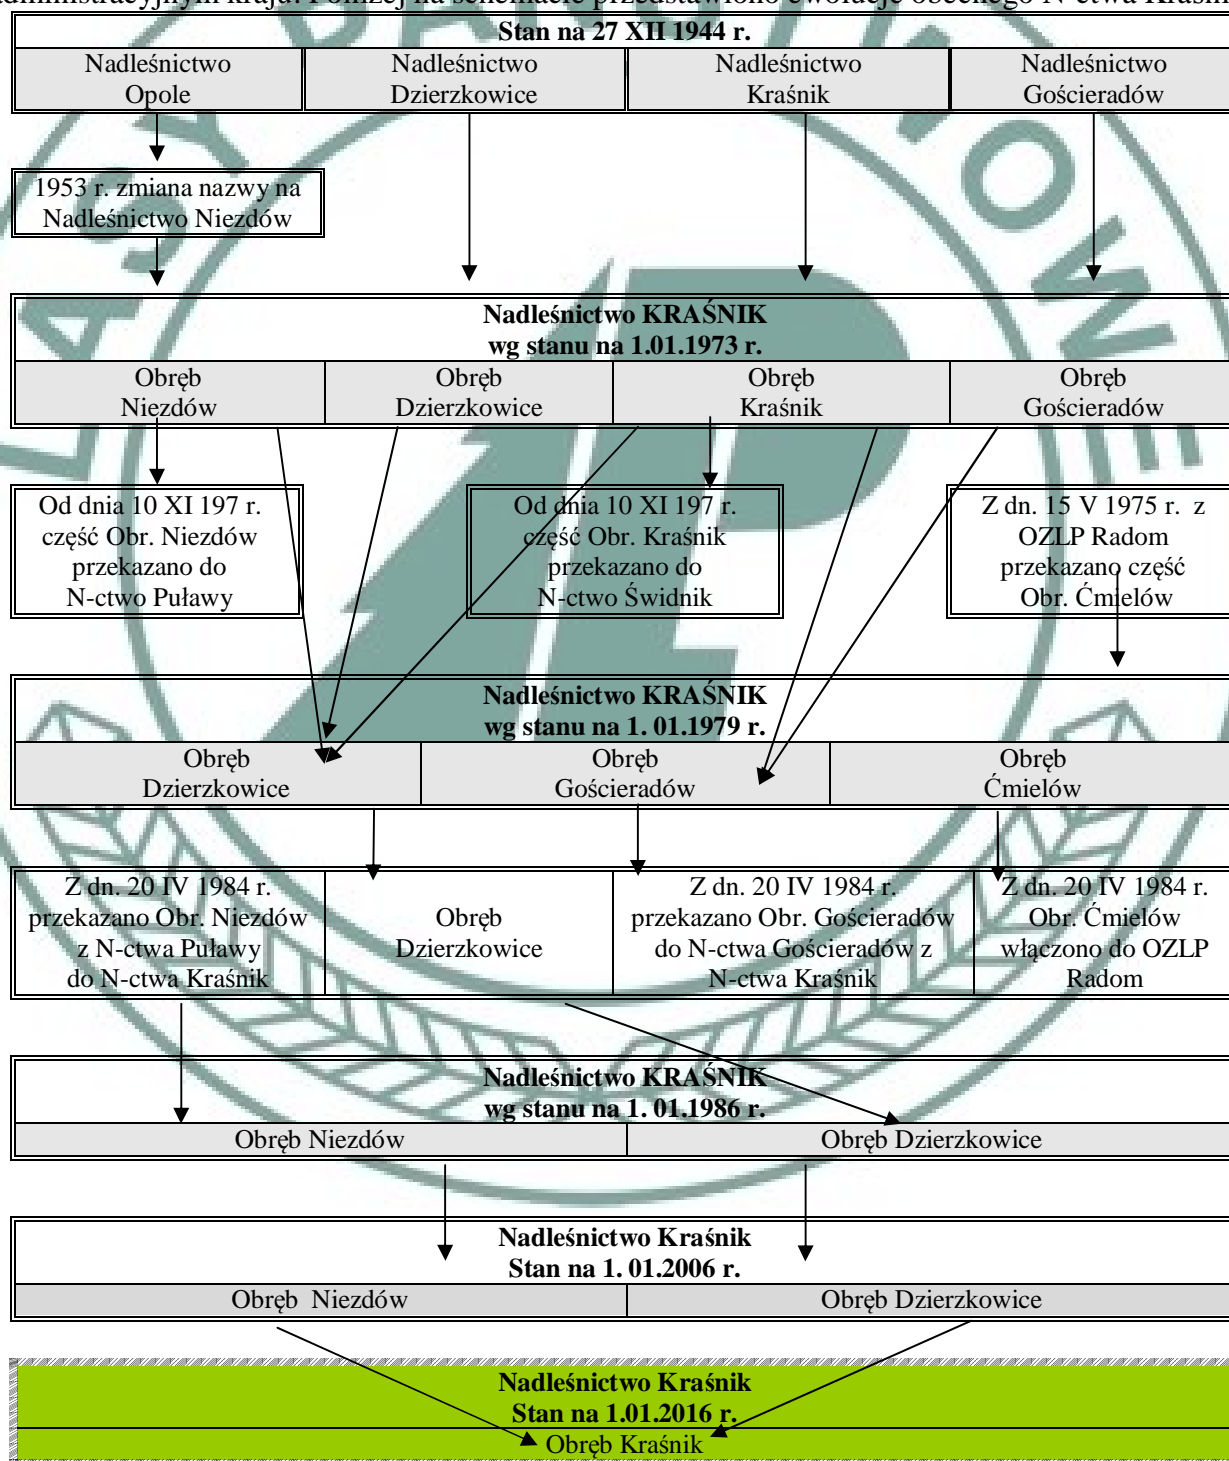 administracyjnym kraju. Poniżej na schemacie przedstawiono ewolucję obecnego N-ctwa Kraśnik
Stan na 27 XII 1944 r.
Nadleśnictwo
Opole
Nadleśnictwo
Dzierzkowice
Nadleśnictwo
Kraśnik
Nadleśnictwo
Gościeradów
1953 r. zmiana nazwy na
Nadleśnictwo Niezdów
Nadleśnictwo KRAŚNIK
wg stanu na 1.01.1973 r.
Obręb
Niezdów
Obręb
Dzierzkowice
Obręb
Kraśnik
Obręb
Gościeradów
Od dnia 10 XI 197 r.
część Obr. Niezdów
przekazano do
N-ctwo Puławy
Od dnia 10 XI 197 r.
część Obr. Kraśnik
przekazano do
N-ctwo Świdnik
Z dn. 15 V 1975 r. z
OZLP Radom
przekazano część
Obr. Ćmielów
Nadleśnictwo KRAŚNIK
wg stanu na 1. 01.1979 r.
Obręb
Dzierzkowice
Obręb
Gościeradów
Obręb
Ćmielów
Z dn. 20 IV 1984 r.
przekazano Obr. Niezdów
z N-ctwa Puławy
do N-ctwa Kraśnik
Obręb
Dzierzkowice
Z dn. 20 IV 1984 r.
przekazano Obr. Gościeradów
do N-ctwa Gościeradów z
N-ctwa Kraśnik
Z dn. 20 IV 1984 r.
Obr. Ćmielów
włączono do OZLP
Radom
Nadleśnictwo KRAŚNIK
wg stanu na 1. 01.1986 r.
Obręb Niezdów
Obręb Dzierzkowice
Nadleśnictwo Kraśnik
Stan na 1. 01.2006 r.
Obręb Niezdów
Obręb Dzierzkowice
Nadleśnictwo Kraśnik
Stan na 1.01.2016 r.
Obręb Kraśnik
LASY PAŃSTWOWE